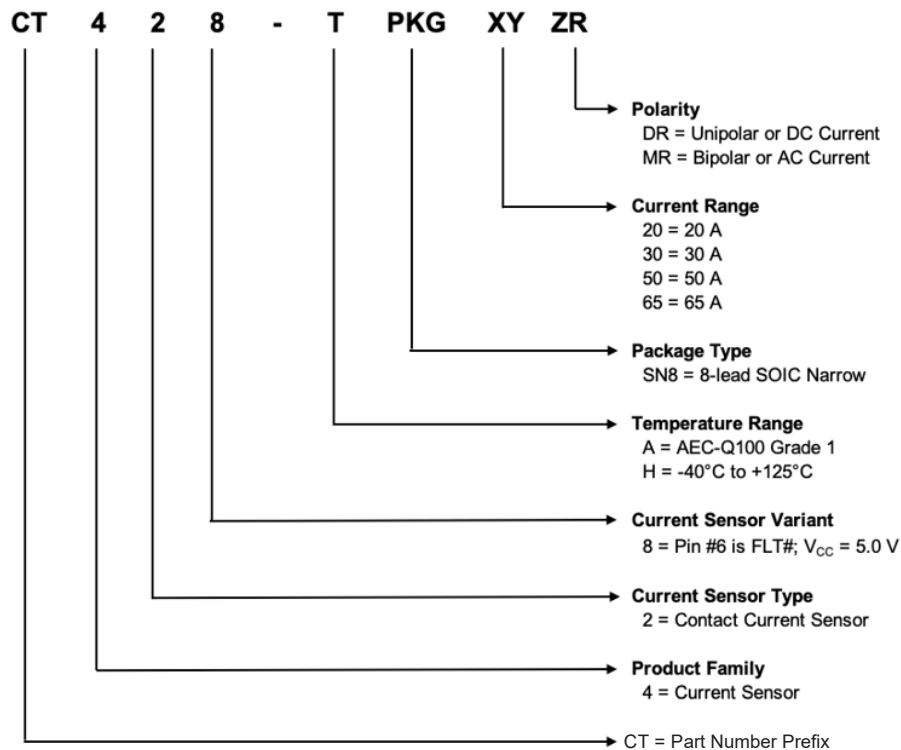 CT 4 2 8 - T PKG XY ZR
Polarity
DR = Unipolar or DC Current
MR = Bipolar or AC Current
Current Range
20 = 20 A
30 = 30 A
50 = 50 A
65 = 65 A
Package Type
SN8 = 8-lead SOIC Narrow
Temperature Range
A = AEC-Q100 Grade 1
H = -40°C to +125°C
Current Sensor Variant
8 = Pin #6 is FLT#; VCC = 5.0 V
Current Sensor Type
2 = Contact Current Sensor
Product Family
4 = Current Sensor
CT = Part Number Prefix